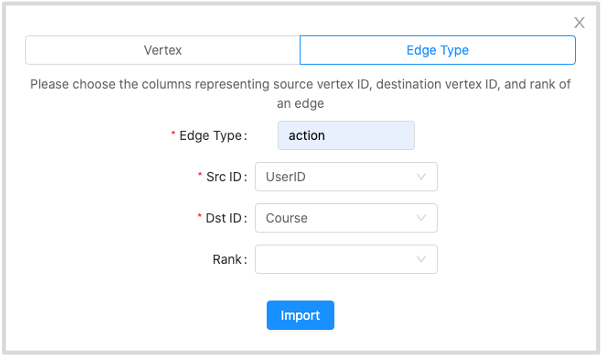 X
Vertex
Edge Type
Please choose the columns representing source vertex ID, destination vertex ID, and rank of
an edge
* Edge Type: action
* Src ID: UserID
* Dst ID: Course
Rank:
Import